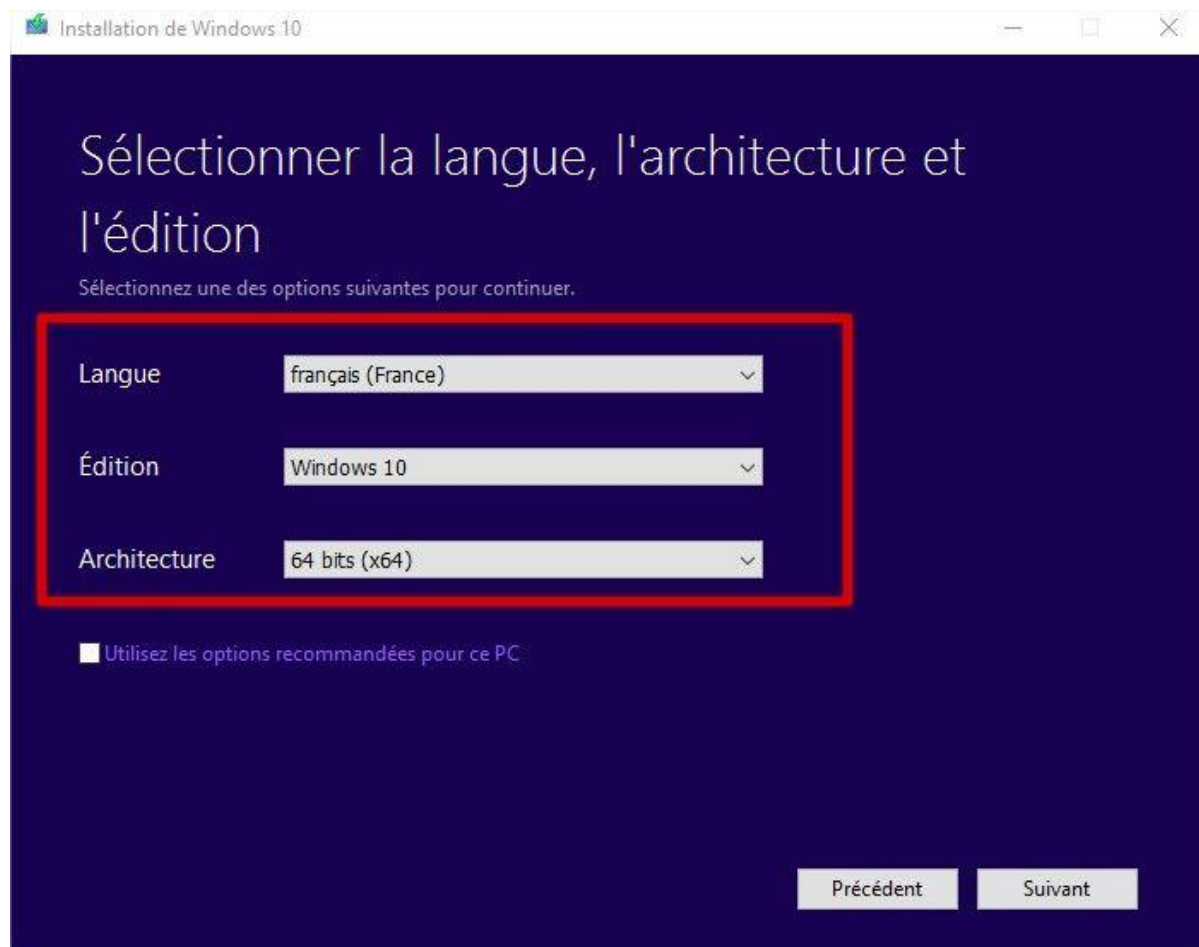 Installation de Windows 10
Sélectionner la langue, l'architecture et
l'édition
Sélectionnez une des options suivantes pour continuer.
Langue français (France)
Édition Windows 10
Architecture 64 bits (x64)
Utilisez les options recommandées pour ce PC
Précédent Suivant